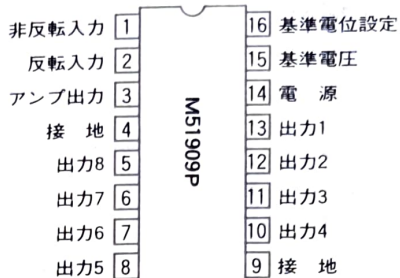 非反転入力 1
反転入力 2
アンプ出力 3
接 地 4
出力8 5
出力7 6
出力6 7
出力5 8
M51909P
16 基準電位設定
15 基準電圧
14 電 源
13 出力1
12 出力2
11 出力3
10 出力4
9 接 地